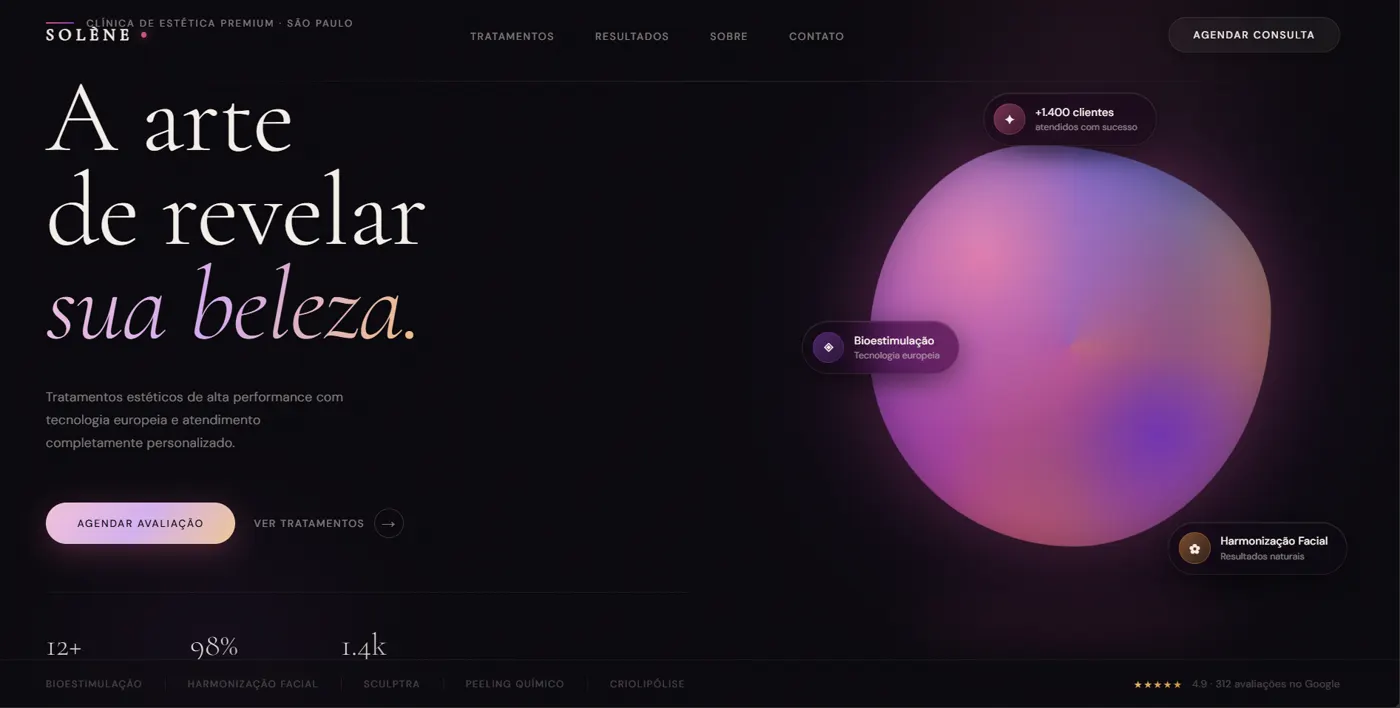 CLÍNICA DE ESTÉTICA PREMIUM · SÃO PAULO
SOLÈNE
TRATAMENTOS
RESULTADOS
SOBRE
CONTATO
AGENDAR CONSULTA
A arte
de revelar
sua beleza.
Tratamentos estéticos de alta performance com
tecnologia europeia e atendimento
completamente personalizado.
AGENDAR AVALIAÇÃO
VER TRATAMENTOS →
12+
98%
1.4k
+1.400 clientes
atendidos com sucesso
Bioestimulação
Tecnologia europeia
Harmonização Facial
Resultados naturais
BIOESTIMULAÇÃO
HARMONIZAÇÃO FACIAL
SCULPTRA
PEELING QUÍMICO
CRIOLIPÓLISE
★★★★★ 4.9 · 312 avaliações no Google